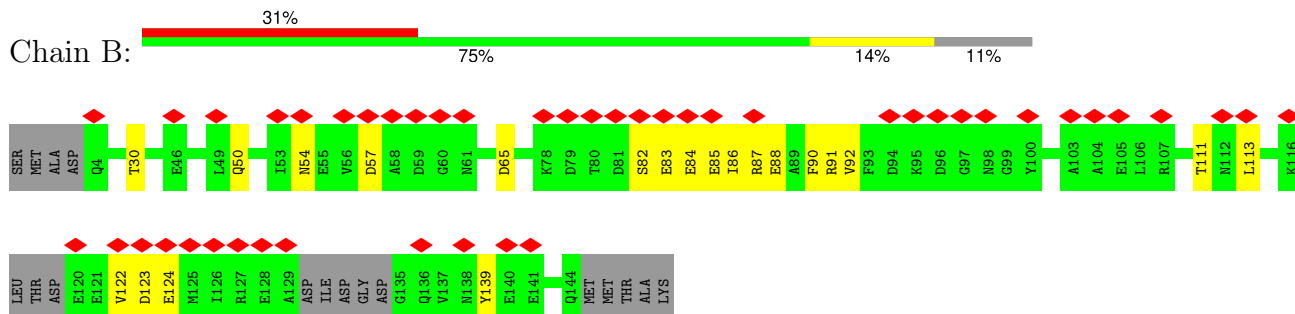 31%
Chain B:
75% 14% 11%
SER MET ALA ASP Q4 T30 E46 L49 Q50 I53 N54 E55 V56 D57 A58 D59 G60 N61 D65 K78 D79 T80 D81 S82 E83 E84 E85 I86 R87 E88 A89 F90 R91 V92 F93 D94 K95 D96 G97 N98 G99 Y100 A103 A104 E105 L106 R107 T111 N112 L113 K116
LEU THR ASP E120 E121 V122 D123 E124 M125 I126 R127 E128 A129 ASP ILE ASP GLY ASP G135 Q136 V137 N138 Y139 E140 E141 Q144 MET MET THR ALA LYS